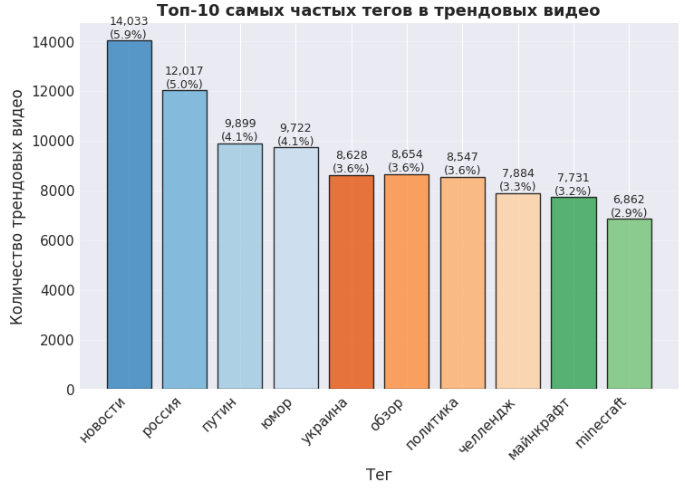 Топ-10 самых частых тегов в трендовых видео
Количество трендовых видео
14000
12000
10000
8000
6000
4000
2000
0
14,033
(5.9%)
12,017
(5.0%)
9,899
(4.1%)
9,722
(4.1%)
8,628
(3.6%)
8,654
(3.6%)
8,547
(3.6%)
7,884
(3.3%)
7,731
(3.2%)
6,862
(2.9%)
новости
россия
путин
юмор
украина
обзор
политика
челлендж
майнкрафт
minecraft
Тег